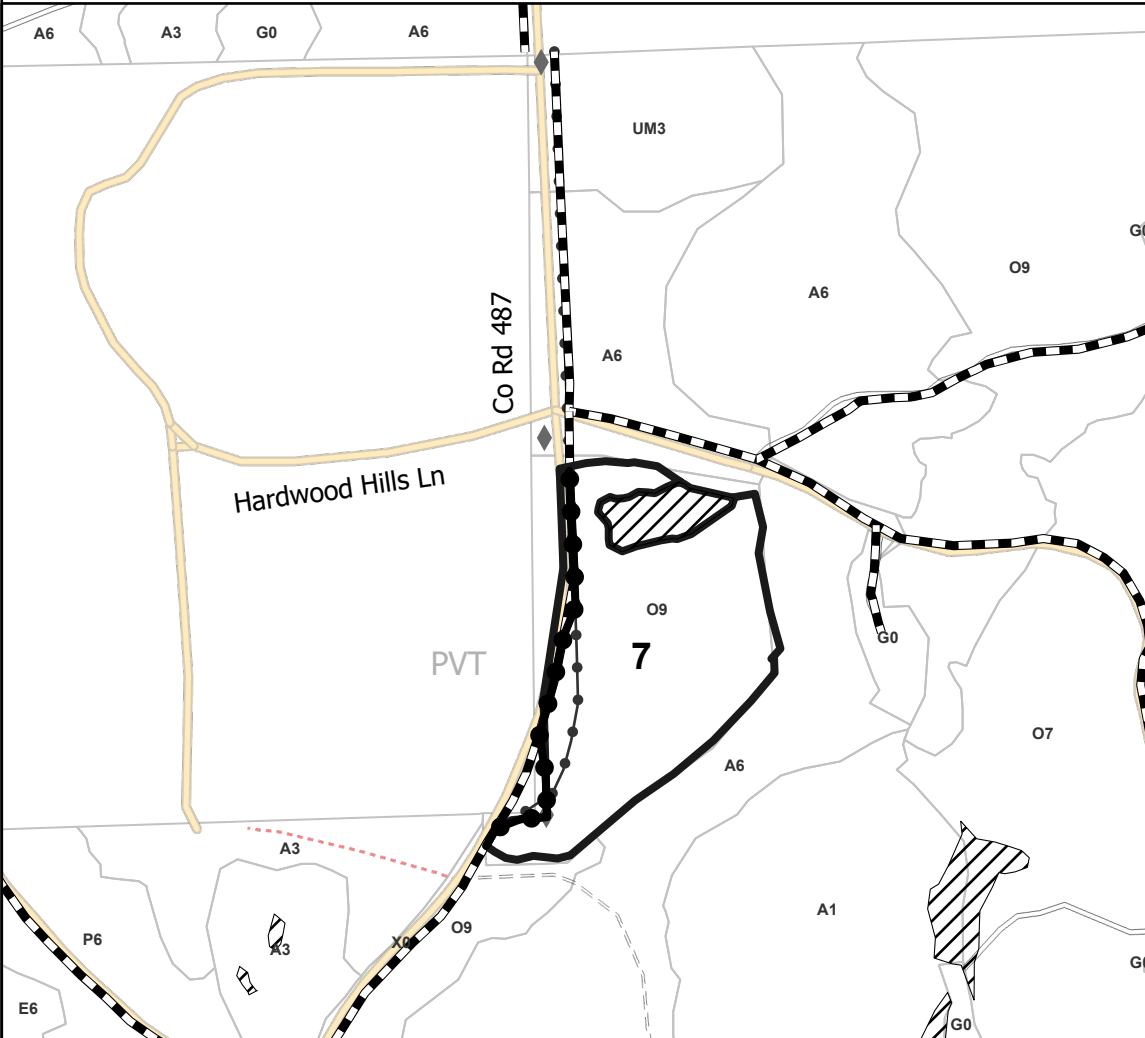 A6
A3
G0
A6
UM3
G0
O9
A6
Co Rd 487
A6
Hardwood Hills Ln
O9
G0
7
PVT
O7
A6
A3
A1
O9
P6
X0
A3
G0
E6
G0